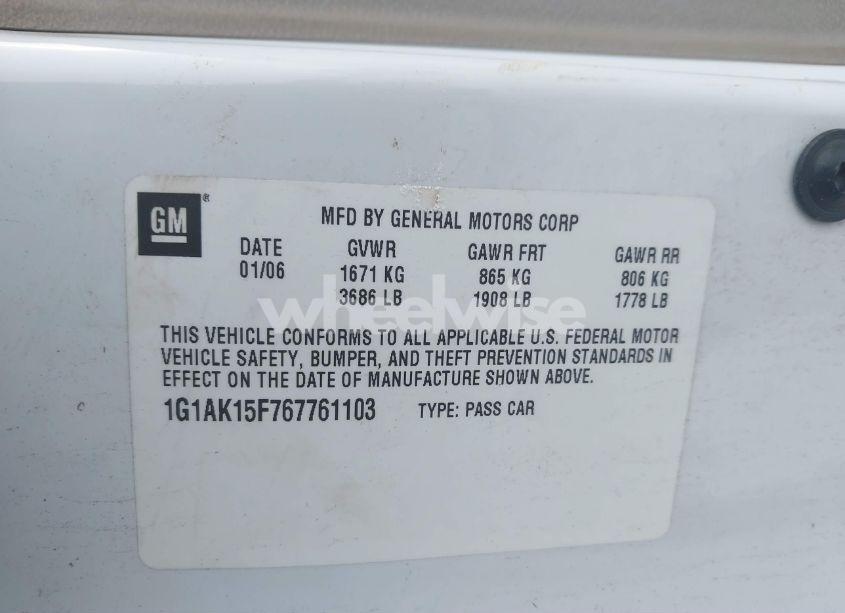 GM®
MFD BY GENERAL MOTORS CORP
DATE GVWR GAWR FRT GAWR RR
01/06 1671 KG 865 KG 806 KG
3686 LB 1908 LB 1778 LB
wheelwise
THIS VEHICLE CONFORMS TO ALL APPLICABLE U.S. FEDERAL MOTOR
VEHICLE SAFETY, BUMPER, AND THEFT PREVENTION STANDARDS IN
EFFECT ON THE DATE OF MANUFACTURE SHOWN ABOVE.
1G1AK15F767761103 TYPE: PASS CAR